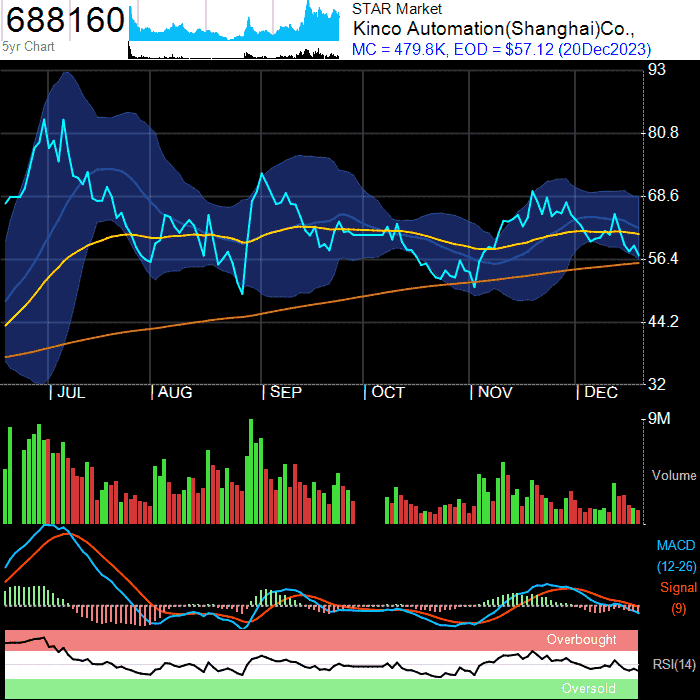 688160
5yr Chart
STAR Market
Kinco Automation(Shanghai)Co.,
MC = 479.8K, EOD = $57.12 (20Dec2023)
93
80.8
68.6
56.4
44.2
32
| JUL | AUG | SEP | OCT | NOV | DEC
9M
Volume
MACD
(12-26)
Signal
(9)
Overbought
RSI(14)
Oversold